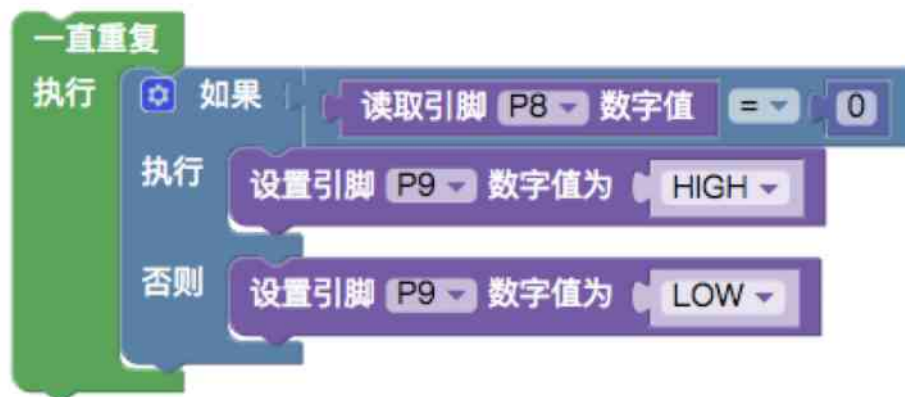 一直重复
执行 如果 读取引脚 P8 数字值 = 0
执行 设置引脚 P9 数字值为 HIGH
否则 设置引脚 P9 数字值为 LOW